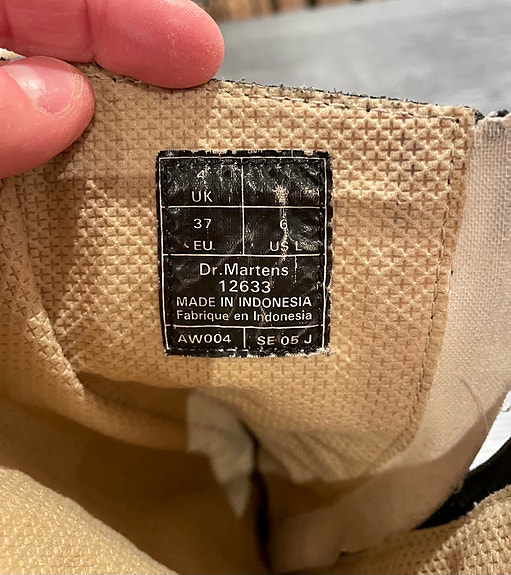 4
UK
37 6
EU US L
Dr.Martens
12633
MADE IN INDONESIA
Fabrique en Indonesia
AW004 SE 05 J